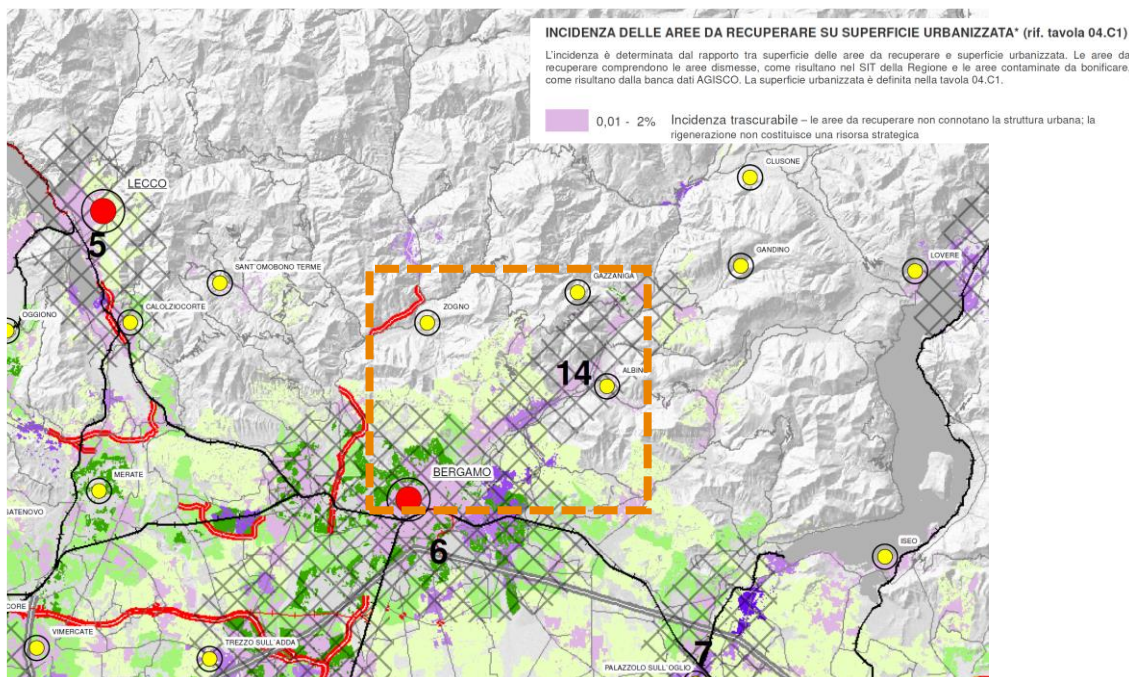 INCIDENZA DELLE AREE DA RECUPERARE SU SUPERFICIE URBANIZZATA* (rif. tavola 04.C1)
L'incidenza è determinata dal rapporto tra superficie delle aree da recuperare e superficie urbanizzata. Le aree da
recuperare comprendono le aree dismesse, come risultano nel SIT della Regione e le aree contaminate da bonificare,
come risultano dalla banca dati AGISCO. La superficie urbanizzata è definita nella tavola 04.C1.
0,01 - 2% Incidenza trascurabile – le aree da recuperare non connotano la struttura urbana; la
rigenerazione non costituisce una risorsa strategica
CLUSONE
LECCO
5
SANT'OMOBONO TERME
GANDINO
LOVERE
GAZZANIGA
OGGIONO
CALOLZIOCORTE
ZOGNO
14
ALBINO
BERGAMO
MERATE
GATENOVO
6
ISEO
CORE
VIMERCATE
TREZZO SULL'ADDA
7
PALAZZOLO SULL'OGLIO